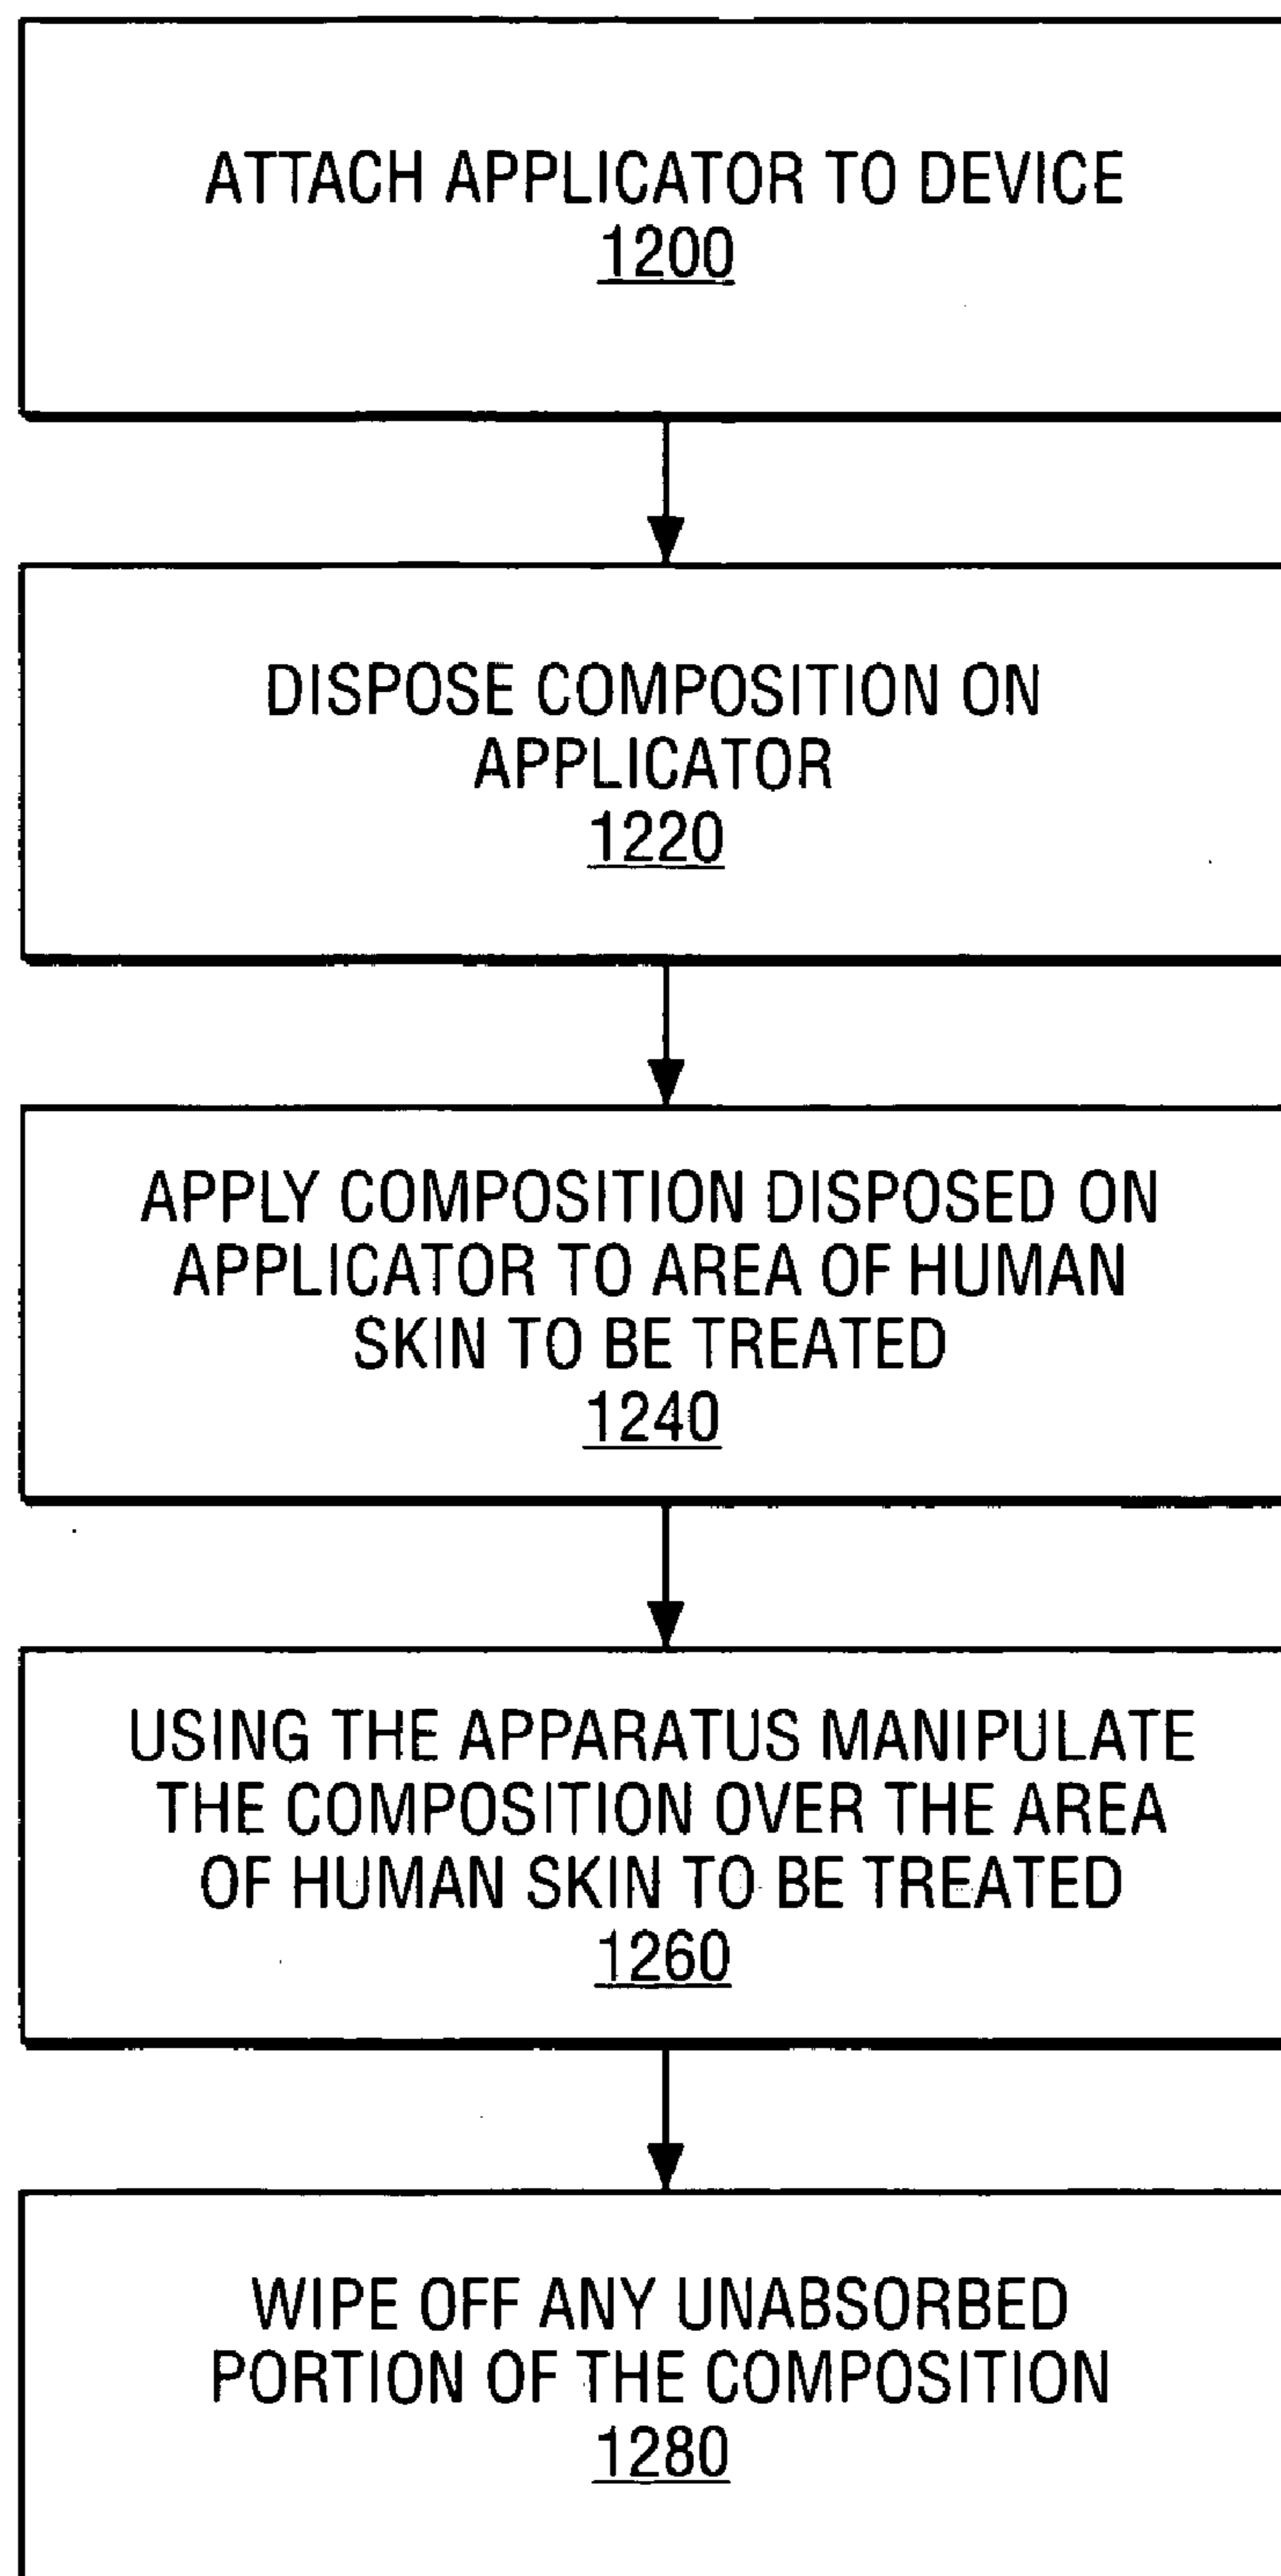 ATTACH APPLICATOR TO DEVICE
1200
DISPOSE COMPOSITION ON
APPLICATOR
1220
APPLY COMPOSITION DISPOSED ON
APPLICATOR TO AREA OF HUMAN
SKIN TO BE TREATED
1240
USING THE APPARATUS MANIPULATE
THE COMPOSITION OVER THE AREA
OF HUMAN SKIN TO BE TREATED
1260
WIPE OFF ANY UNABSORBED
PORTION OF THE COMPOSITION
1280